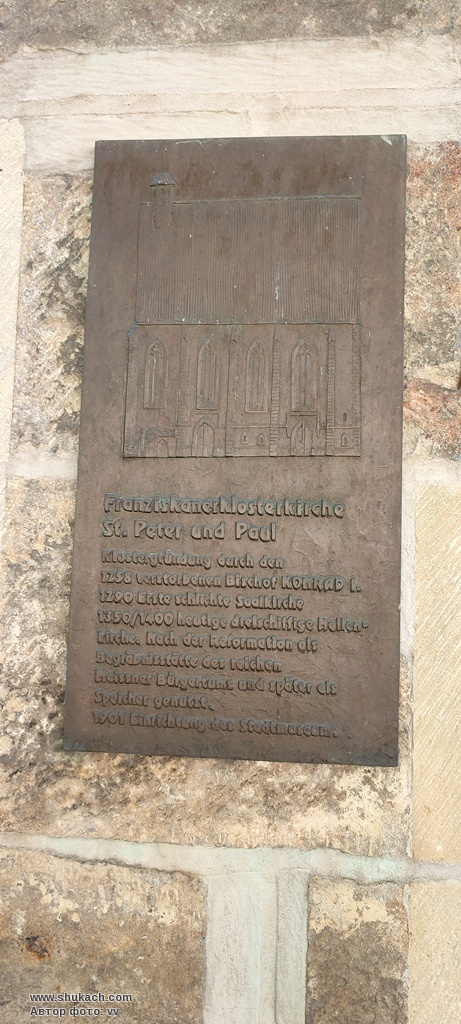 Franziskanerklosterkirche
St. Peter und Paul
Klostergründung durch den
1258 verstorbenen Bischof KONRAD I.
1290 Erste schlichte Saalkirche
1350/1400 heutige dreischiffige Hallen-
kirche. Nach der Reformation als
Begräbnisstätte des reichen
Meissner Bürgertums und später als
Speicher genutzt.
1901 Einrichtung des Stadtmuseums.
www.shukach.com
Автор фото: vv